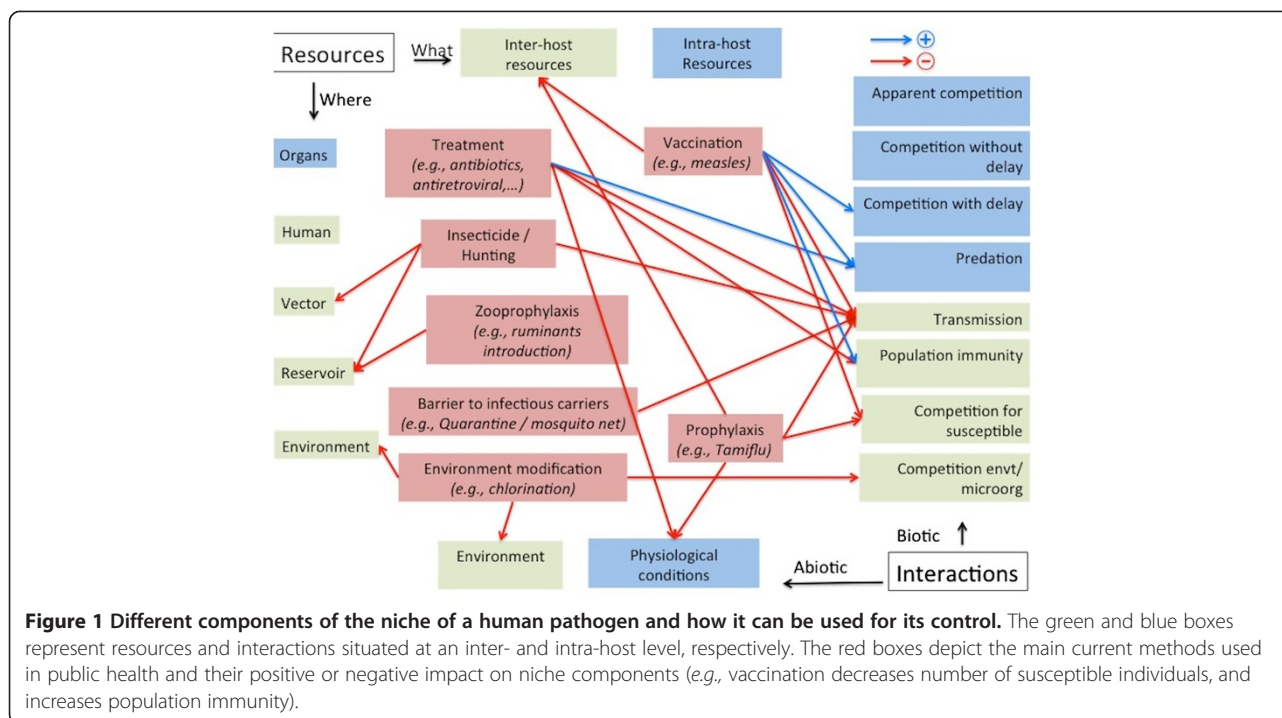 Resources
What
Where
Inter-host
resources
Intra-host
Resources
+
−
Apparent competition
Organs
Treatment
(e.g., antibiotics,
antiretroviral,...)
Vaccination
(e.g., measles)
Competition without
delay
Competition with delay
Human
Insecticide /
Hunting
Predation
Vector
Zooprophylaxis
(e.g., ruminants
introduction)
Transmission
Population immunity
Reservoir
Barrier to infectious carriers
(e.g., Quarantine / mosquito net)
Prophylaxis
(e.g., Tamiflu)
Competition for
susceptible
Environment
Environment modification
(e.g., chlorination)
Competition envt/
microorg
Environment
Physiological
conditions
Abiotic
Biotic
Interactions
Figure 1 Different components of the niche of a human pathogen and how it can be used for its control. The green and blue boxes
represent resources and interactions situated at an inter- and intra-host level, respectively. The red boxes depict the main current methods used
in public health and their positive or negative impact on niche components (e.g., vaccination decreases number of susceptible individuals, and
increases population immunity).